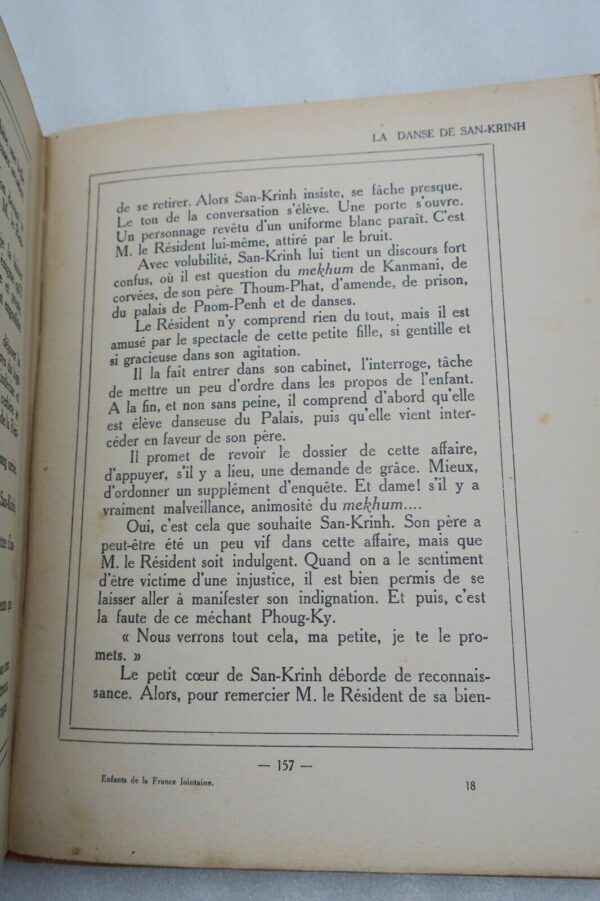 LA DANSE DE SAN-KRINH
de se retirer. Alors San-Krinh insiste, se fâche presque.
Le ton de la conversation s'élève. Une porte s'ouvre.
Un personnage revêtu d'un uniforme blanc paraît. C'est
M. le Résident lui-même, attiré par le bruit.
Avec volubilité, San-Krinh lui tient un discours fort
confus, où il est question du mekhum de Kanmani, de
corvées, de son père Thoum-Phat, d'amende, de prison,
du palais de Pnom-Penh et de danses.
Le Résident n'y comprend rien du tout, mais il est
amusé par le spectacle de cette petite fille, si gentille et
si gracieuse dans son agitation.
Il la fait entrer dans son cabinet, l'interroge, tâche
de mettre un peu d'ordre dans les propos de l'enfant.
A la fin, et non sans peine, il comprend d'abord qu'elle
est élève danseuse du Palais, puis qu'elle vient inter-
céder en faveur de son père.
Il promet de revoir le dossier de cette affaire,
d'appuyer, s'il y a lieu, une demande de grâce. Mieux,
d'ordonner un supplément d'enquête. Et dame! s'il y a
vraiment malveillance, animosité du mekhum....
Oui, c'est cela que souhaite San-Krinh. Son père a
peut-être été un peu vif dans cette affaire, mais que
M. le Résident soit indulgent. Quand on a le sentiment
d'être victime d'une injustice, il est bien permis de se
laisser aller à manifester son indignation. Et puis, c'est
la faute de ce méchant Phoug-Ky.
« Nous verrons tout cela, ma petite, je te le pro-
mets. »
Le petit cœur de San-Krinh déborde de reconnais-
sance. Alors, pour remercier M. le Résident de sa bien-
— 157 —
Enfants de la France lointaine.
18